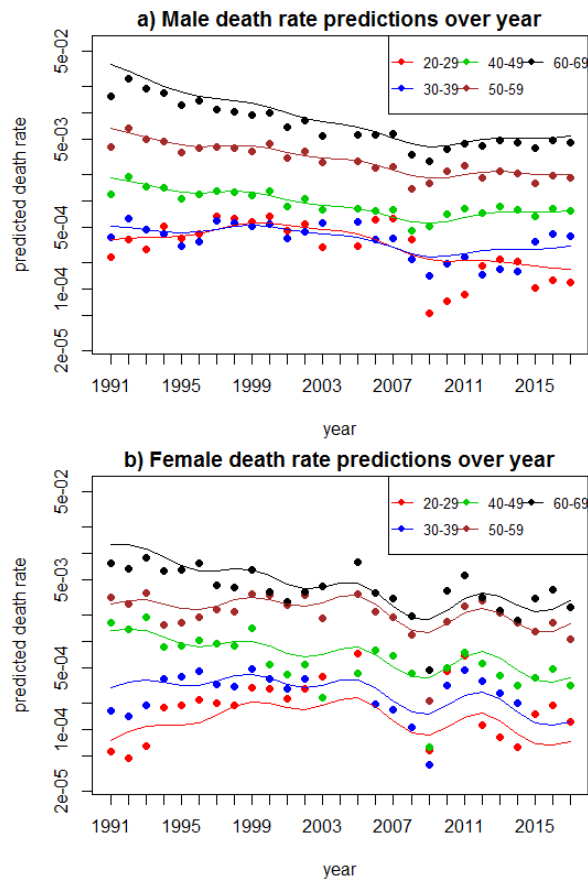 a) Male death rate predictions over year
20-29 40-49 60-69
30-39 50-59
predicted death rate
5e-02
5e-03
5e-04
1e-04
2e-05
1991 1995 1999 2003 2007 2011 2015
year
b) Female death rate predictions over year
20-29 40-49 60-69
30-39 50-59
predicted death rate
5e-02
5e-03
5e-04
1e-04
2e-05
1991 1995 1999 2003 2007 2011 2015
year